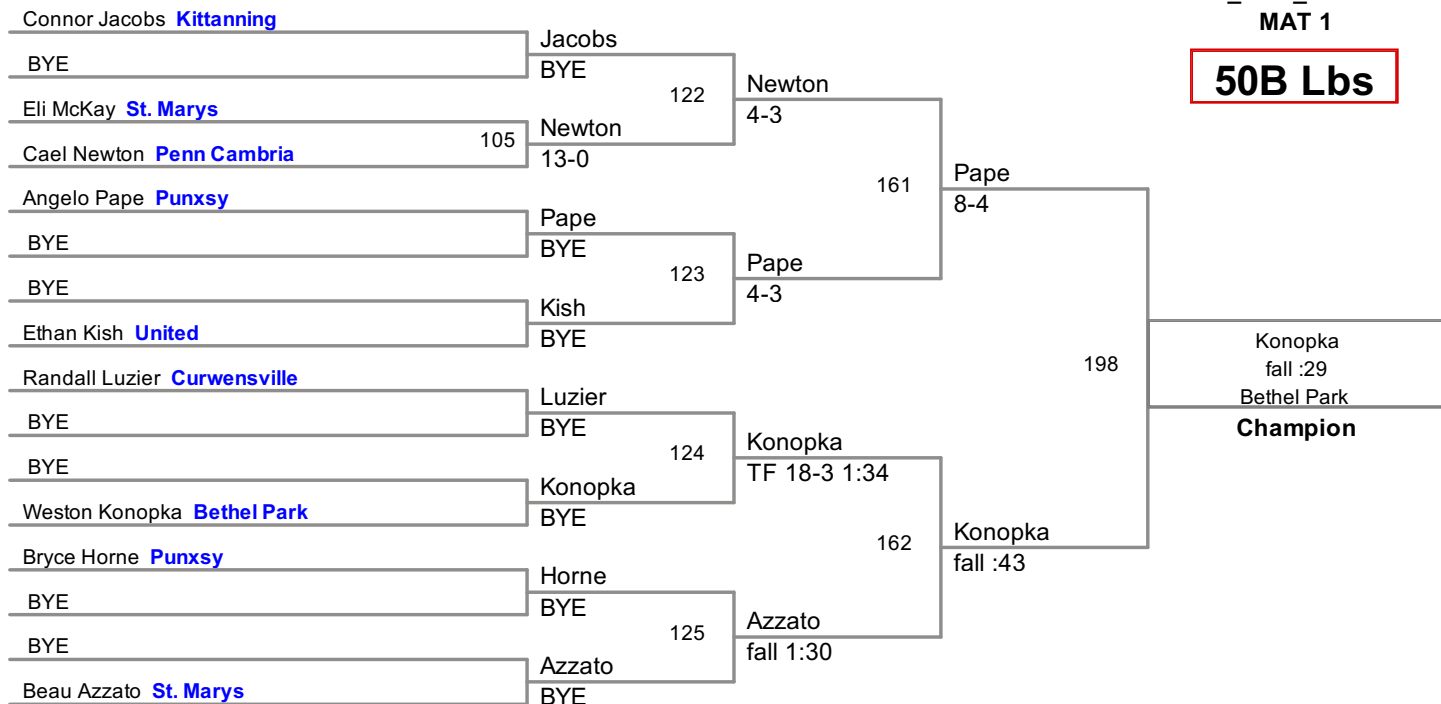 MAT 1
50B Lbs
Connor Jacobs Kittanning
BYE
Eli McKay St. Marys
Cael Newton Penn Cambria
Angelo Pape Punxsy
BYE
BYE
Ethan Kish United
Randall Luzier Curwensville
BYE
BYE
Weston Konopka Bethel Park
Bryce Horne Punxsy
BYE
BYE
Beau Azzato St. Marys
105
Jacobs
BYE
Newton
13-0
Pape
BYE
Kish
BYE
Luzier
BYE
Konopka
BYE
Horne
BYE
Azzato
BYE
122
123
124
125
Newton
4-3
Pape
4-3
Konopka
TF 18-3 1:34
Azzato
fall 1:30
161
162
Pape
8-4
Konopka
fall :43
198
Konopka
fall :29
Bethel Park
Champion